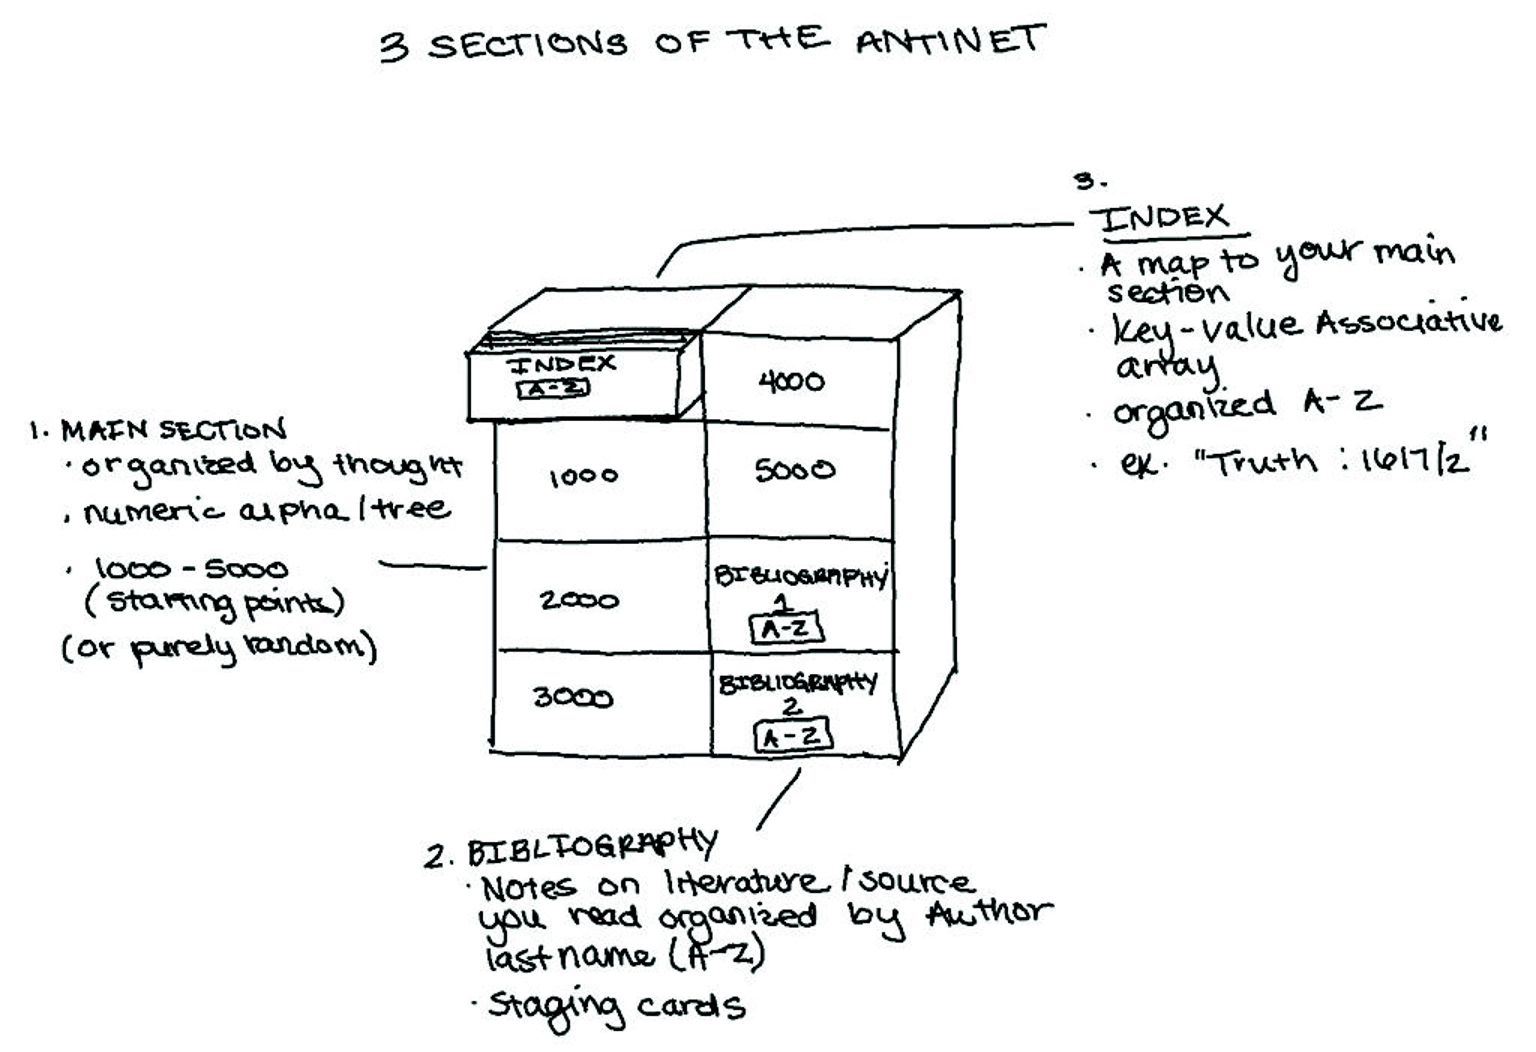 3 SECTIONS OF THE ANTINET
3.
INDEX
· A map to your main
section
· key-value Associative
array
· organized A-Z
· ex. "Truth : 1617/2"
INDEX
A-Z
4000
1000
5000
2000
BIBLIOGRAPHY
1
A-Z
3000
BIBLIOGRAPHY
2
A-Z
1. MAIN SECTION
· organized by thought
· numeric alpha/tree
· 1000-5000
(starting points)
(or purely random)
2. BIBLIOGRAPHY
· Notes on literature/source
you read organized by Author
last name (A-Z)
· Staging cards